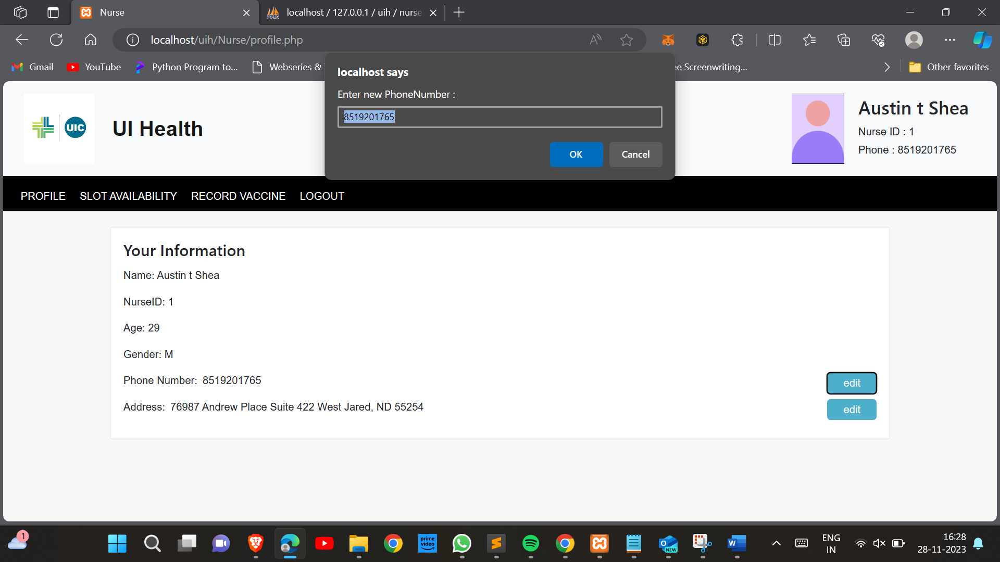 Nurse
localhost / 127.0.0.1 / uih / nurse
localhost/uih/Nurse/profile.php
Gmail
YouTube
Python Program to...
Webseries &
ee Screenwriting...
Other favorites
localhost says
Enter new PhoneNumber :
8519201765
OK
Cancel
UIC
UI Health
Austin t Shea
Nurse ID : 1
Phone : 8519201765
PROFILE SLOT AVAILABILITY RECORD VACCINE LOGOUT
Your Information
Name: Austin t Shea
NurseID: 1
Age: 29
Gender: M
Phone Number: 8519201765
edit
Address: 76987 Andrew Place Suite 422 West Jared, ND 55254
edit
1
prime video
NEW
W
ENG
IN
16:28
28-11-2023